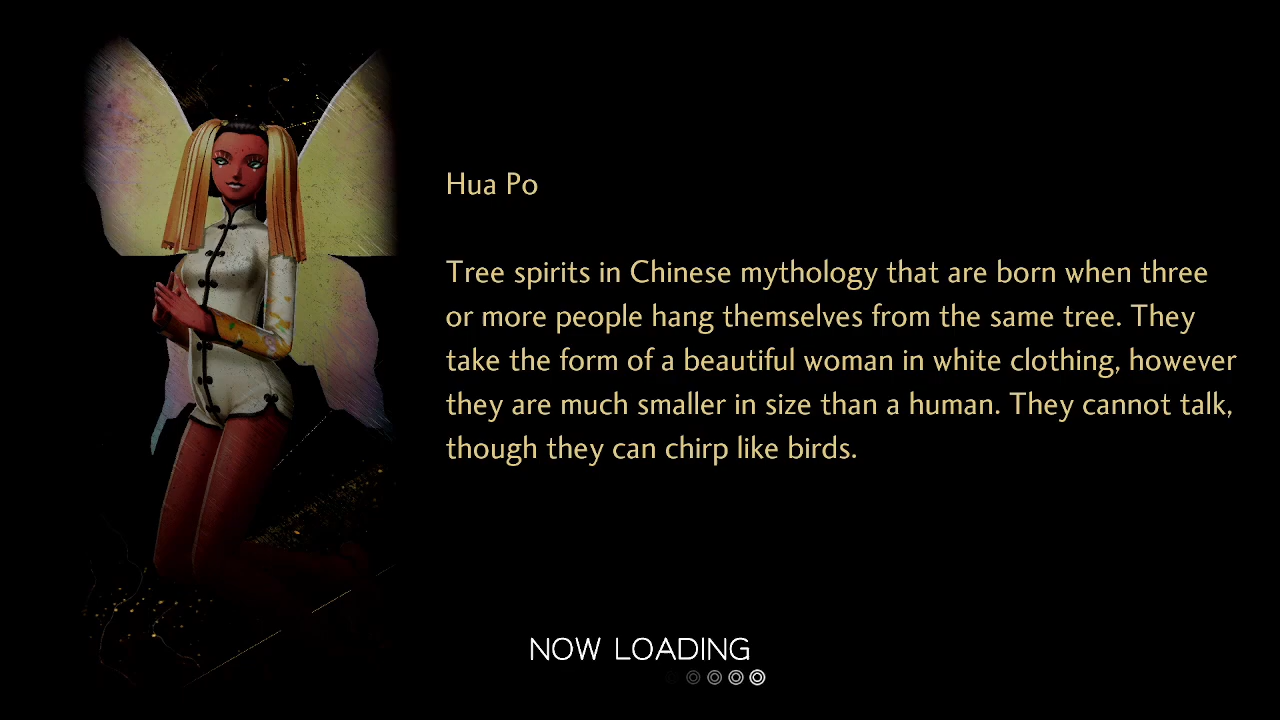 Hua Po
Tree spirits in Chinese mythology that are born when three
or more people hang themselves from the same tree. They
take the form of a beautiful woman in white clothing, however
they are much smaller in size than a human. They cannot talk,
though they can chirp like birds.
NOW LOADING